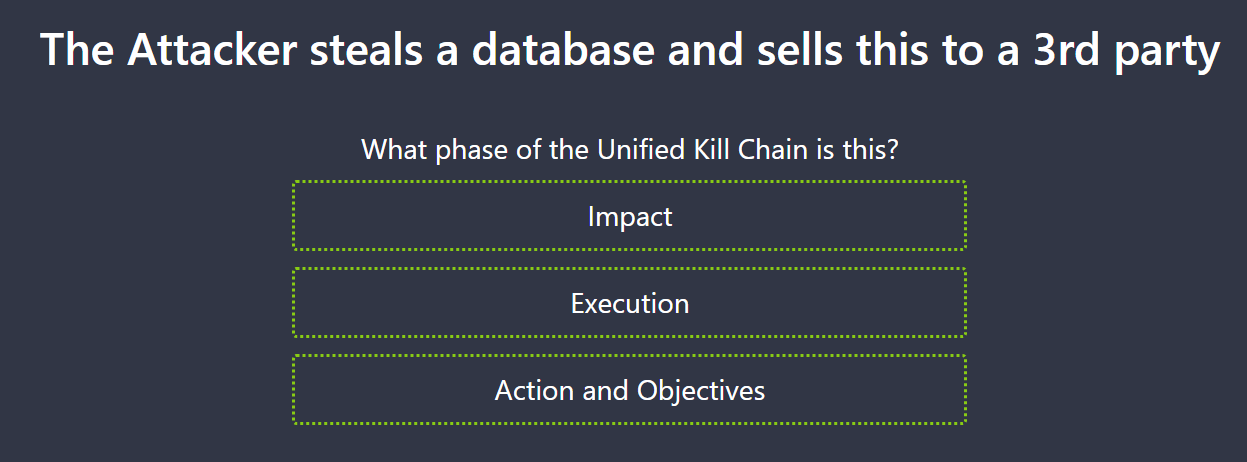 The Attacker steals a database and sells this to a 3rd party
What phase of the Unified Kill Chain is this?
Impact
Execution
Action and Objectives